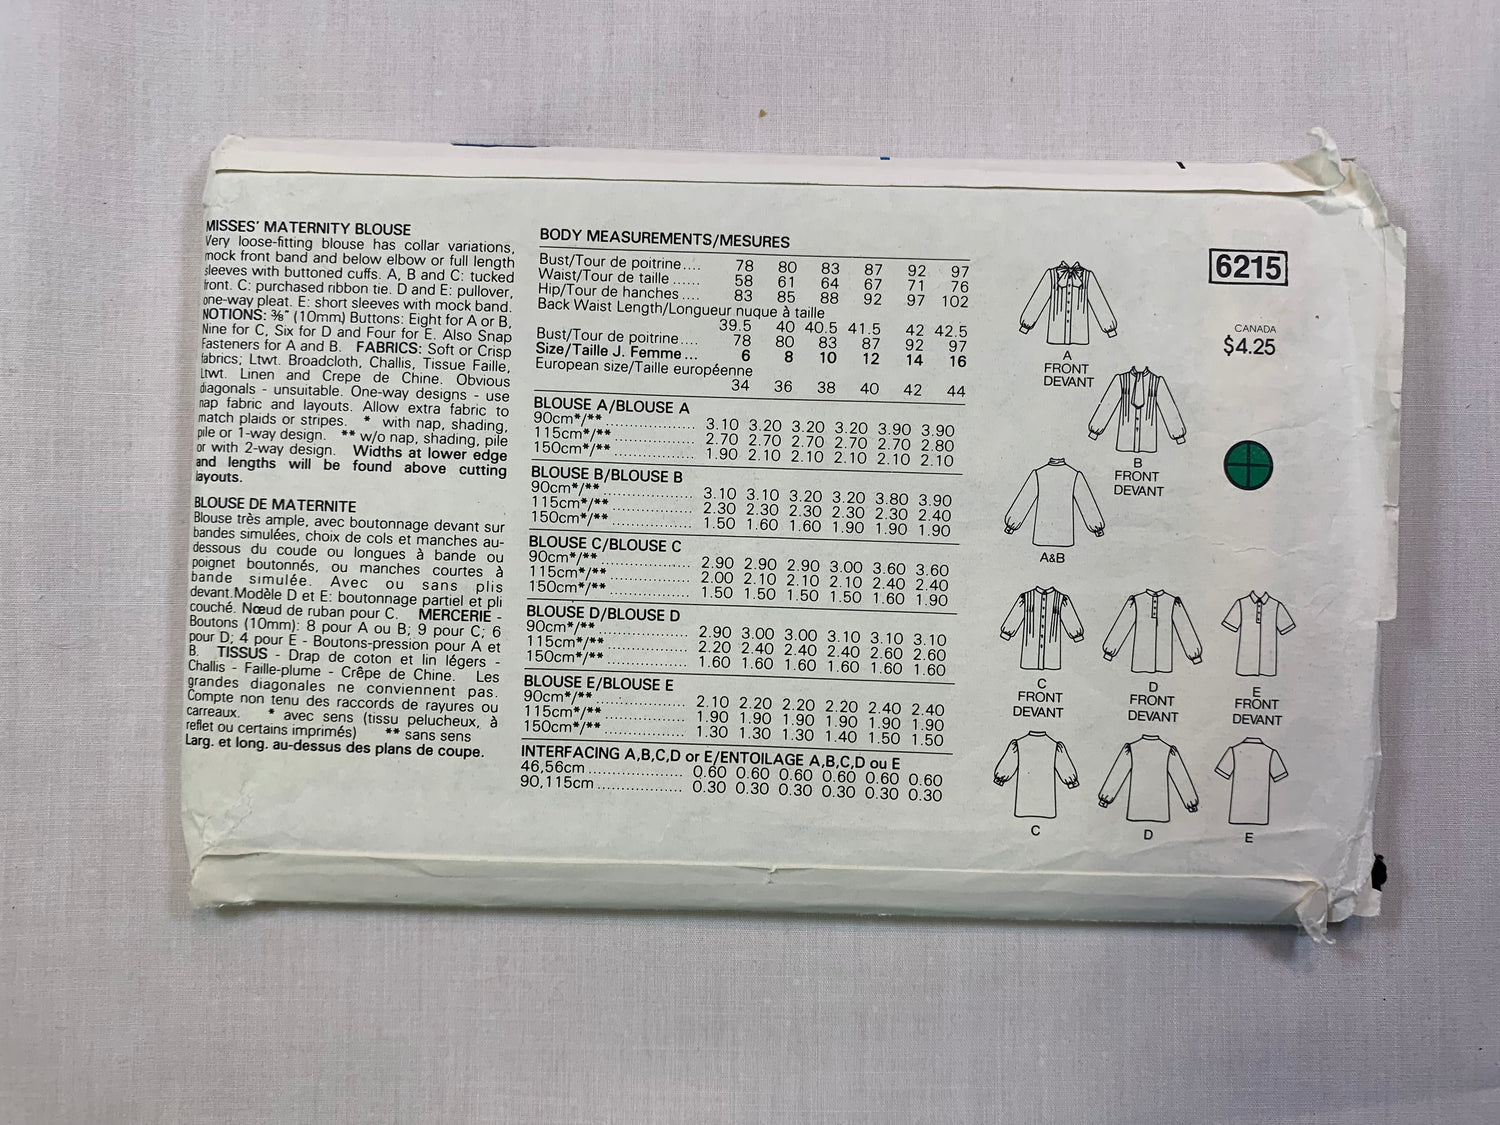 MISSES' MATERNITY BLOUSE
Very loose-fitting blouse has collar variations,
mock front band and below elbow or full length
sleeves with buttoned cuffs. A, B and C: tucked
front. C: purchased ribbon tie. D and E: pullover,
one-way pleat. E: short sleeves with mock band.
NOTIONS: ⅜" (10mm) Buttons: Eight for A or B,
Nine for C, Six for D and Four for E. Also Snap
Fasteners for A and B. FABRICS: Soft or Crisp
fabrics; Ltwt. Broadcloth, Challis, Tissue Faille,
Ltwt. Linen and Crepe de Chine. Obvious
diagonals - unsuitable. One-way designs - use
nap fabric and layouts. Allow extra fabric to
match plaids or stripes. * with nap, shading,
pile or 1-way design. ** w/o nap, shading, pile
or with 2-way design. Widths at lower edge
and lengths will be found above cutting
layouts.
BLOUSE DE MATERNITE
Blouse très ample, avec boutonnage devant sur
bandes simulées, choix de cols et manches au-
dessous du coude ou longues à bande ou
poignet boutonnés, ou manches courtes à
bande simulée. Avec ou sans plis
devant.Modèle D et E: boutonnage partiel et pli
couché. Nœud de ruban pour C. MERCERIE -
Boutons (10mm): 8 pour A ou B; 9 pour C; 6
pour D; 4 pour E - Boutons-pression pour A et
B. TISSUS - Drap de coton et lin légers -
Challis - Faille-plume - Crêpe de Chine. Les
grandes diagonales ne conviennent pas.
Compte non tenu des raccords de rayures ou
carreaux. * avec sens (tissu pelucheux, à
reflet ou certains imprimés) ** sans sens
Larg. et long. au-dessus des plans de coupe.
BODY MEASUREMENTS/MESURES
Bust/Tour de poitrine.... 78 80 83 87 92 97
Waist/Tour de taille ...... 58 61 64 67 71 76
Hip/Tour de hanches .... 83 85 88 92 97 102
Back Waist Length/Longueur nuque à taille
39.5 40 40.5 41.5 42 42.5
Bust/Tour de poitrine.... 78 80 83 87 92 97
Size/Taille J. Femme ... 6 8 10 12 14 16
European size/Taille européenne
34 36 38 40 42 44
BLOUSE A/BLOUSE A
90cm*/** 3.10 3.20 3.20 3.20 3.90 3.90
115cm*/** 2.70 2.70 2.70 2.70 2.70 2.80
150cm*/** 1.90 2.10 2.10 2.10 2.10 2.10
BLOUSE B/BLOUSE B
90cm*/** 3.10 3.10 3.20 3.20 3.80 3.90
115cm*/** 2.30 2.30 2.30 2.30 2.30 2.40
150cm*/** 1.50 1.60 1.60 1.90 1.90 1.90
BLOUSE C/BLOUSE C
90cm*/** 2.90 2.90 2.90 3.00 3.60 3.60
115cm*/** 2.00 2.10 2.10 2.10 2.40 2.40
150cm*/** 1.50 1.50 1.50 1.50 1.60 1.90
BLOUSE D/BLOUSE D
90cm*/** 2.90 3.00 3.00 3.10 3.10 3.10
115cm*/** 2.20 2.40 2.40 2.40 2.60 2.60
150cm*/** 1.60 1.60 1.60 1.60 1.60 1.60
BLOUSE E/BLOUSE E
90cm*/** 2.10 2.20 2.20 2.20 2.40 2.40
115cm*/** 1.90 1.90 1.90 1.90 1.90 1.90
150cm*/** 1.30 1.30 1.30 1.40 1.50 1.50
INTERFACING A,B,C,D or E/ENTOILAGE A,B,C,D ou E
46,56cm 0.60 0.60 0.60 0.60 0.60 0.60
90,115cm 0.30 0.30 0.30 0.30 0.30 0.30
6215
CANADA
$4.25
A
FRONT
DEVANT
B
FRONT
DEVANT
A&B
C
FRONT
DEVANT
D
FRONT
DEVANT
E
FRONT
DEVANT
C
D
E